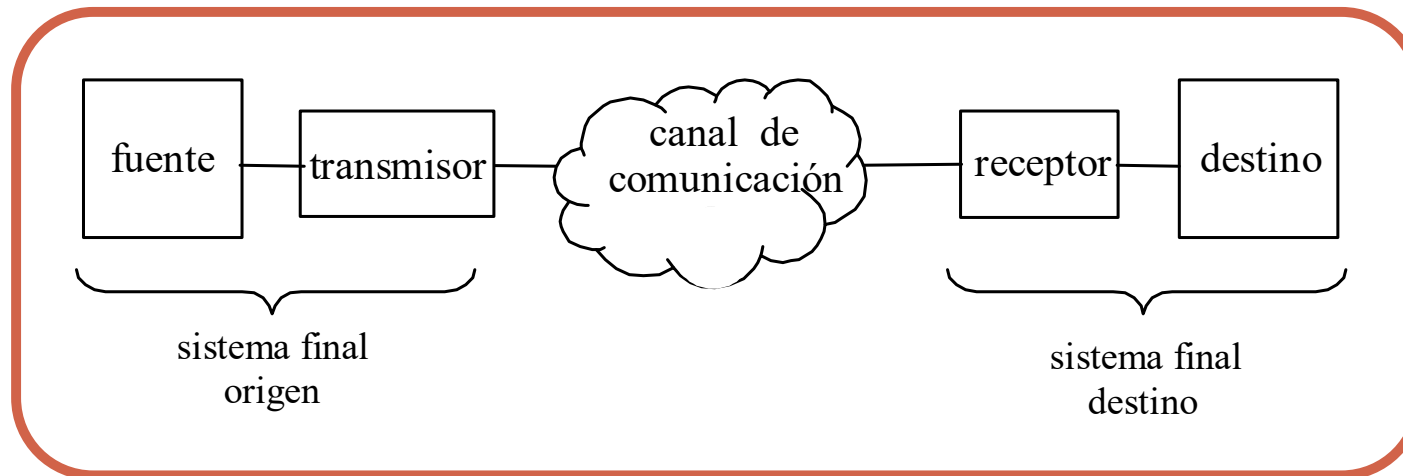 fuente
transmisor
canal de
comunicación
receptor
destino
sistema final
origen
sistema final
destino